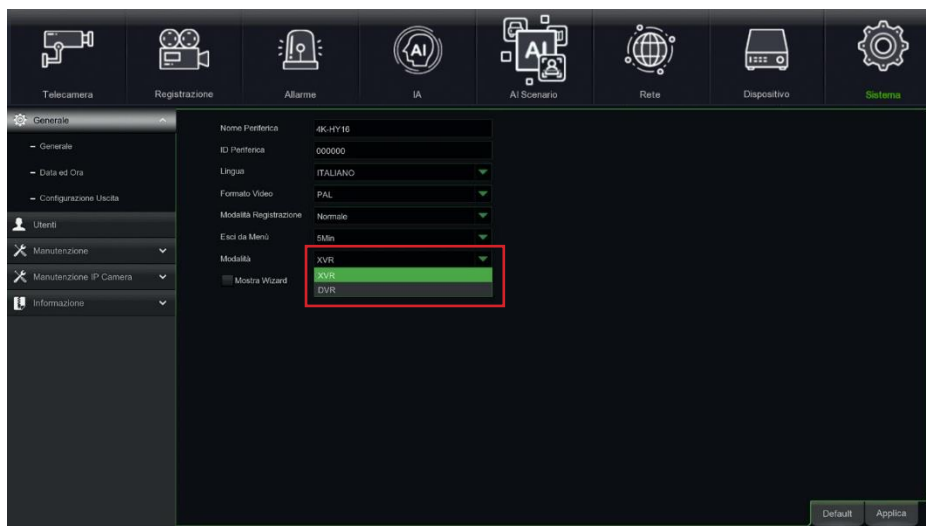 AI
AI
Telecamera
Registrazione
Allarme
IA
AI Scenario
Rete
Dispositivo
Sistema
Generale
– Generale
– Data ed Ora
– Configurazione Uscita
Utenti
Manutenzione
Manutenzione IP Camera
Informazione
Nome Periferica 4K-HY16
ID Periferica 000000
Lingua ITALIANO
Formato Video PAL
Modalità Registrazione Normale
Esci da Menù 5Min
Modalità XVR
XVR
Mostra Wizard
DVR
Default
Applica